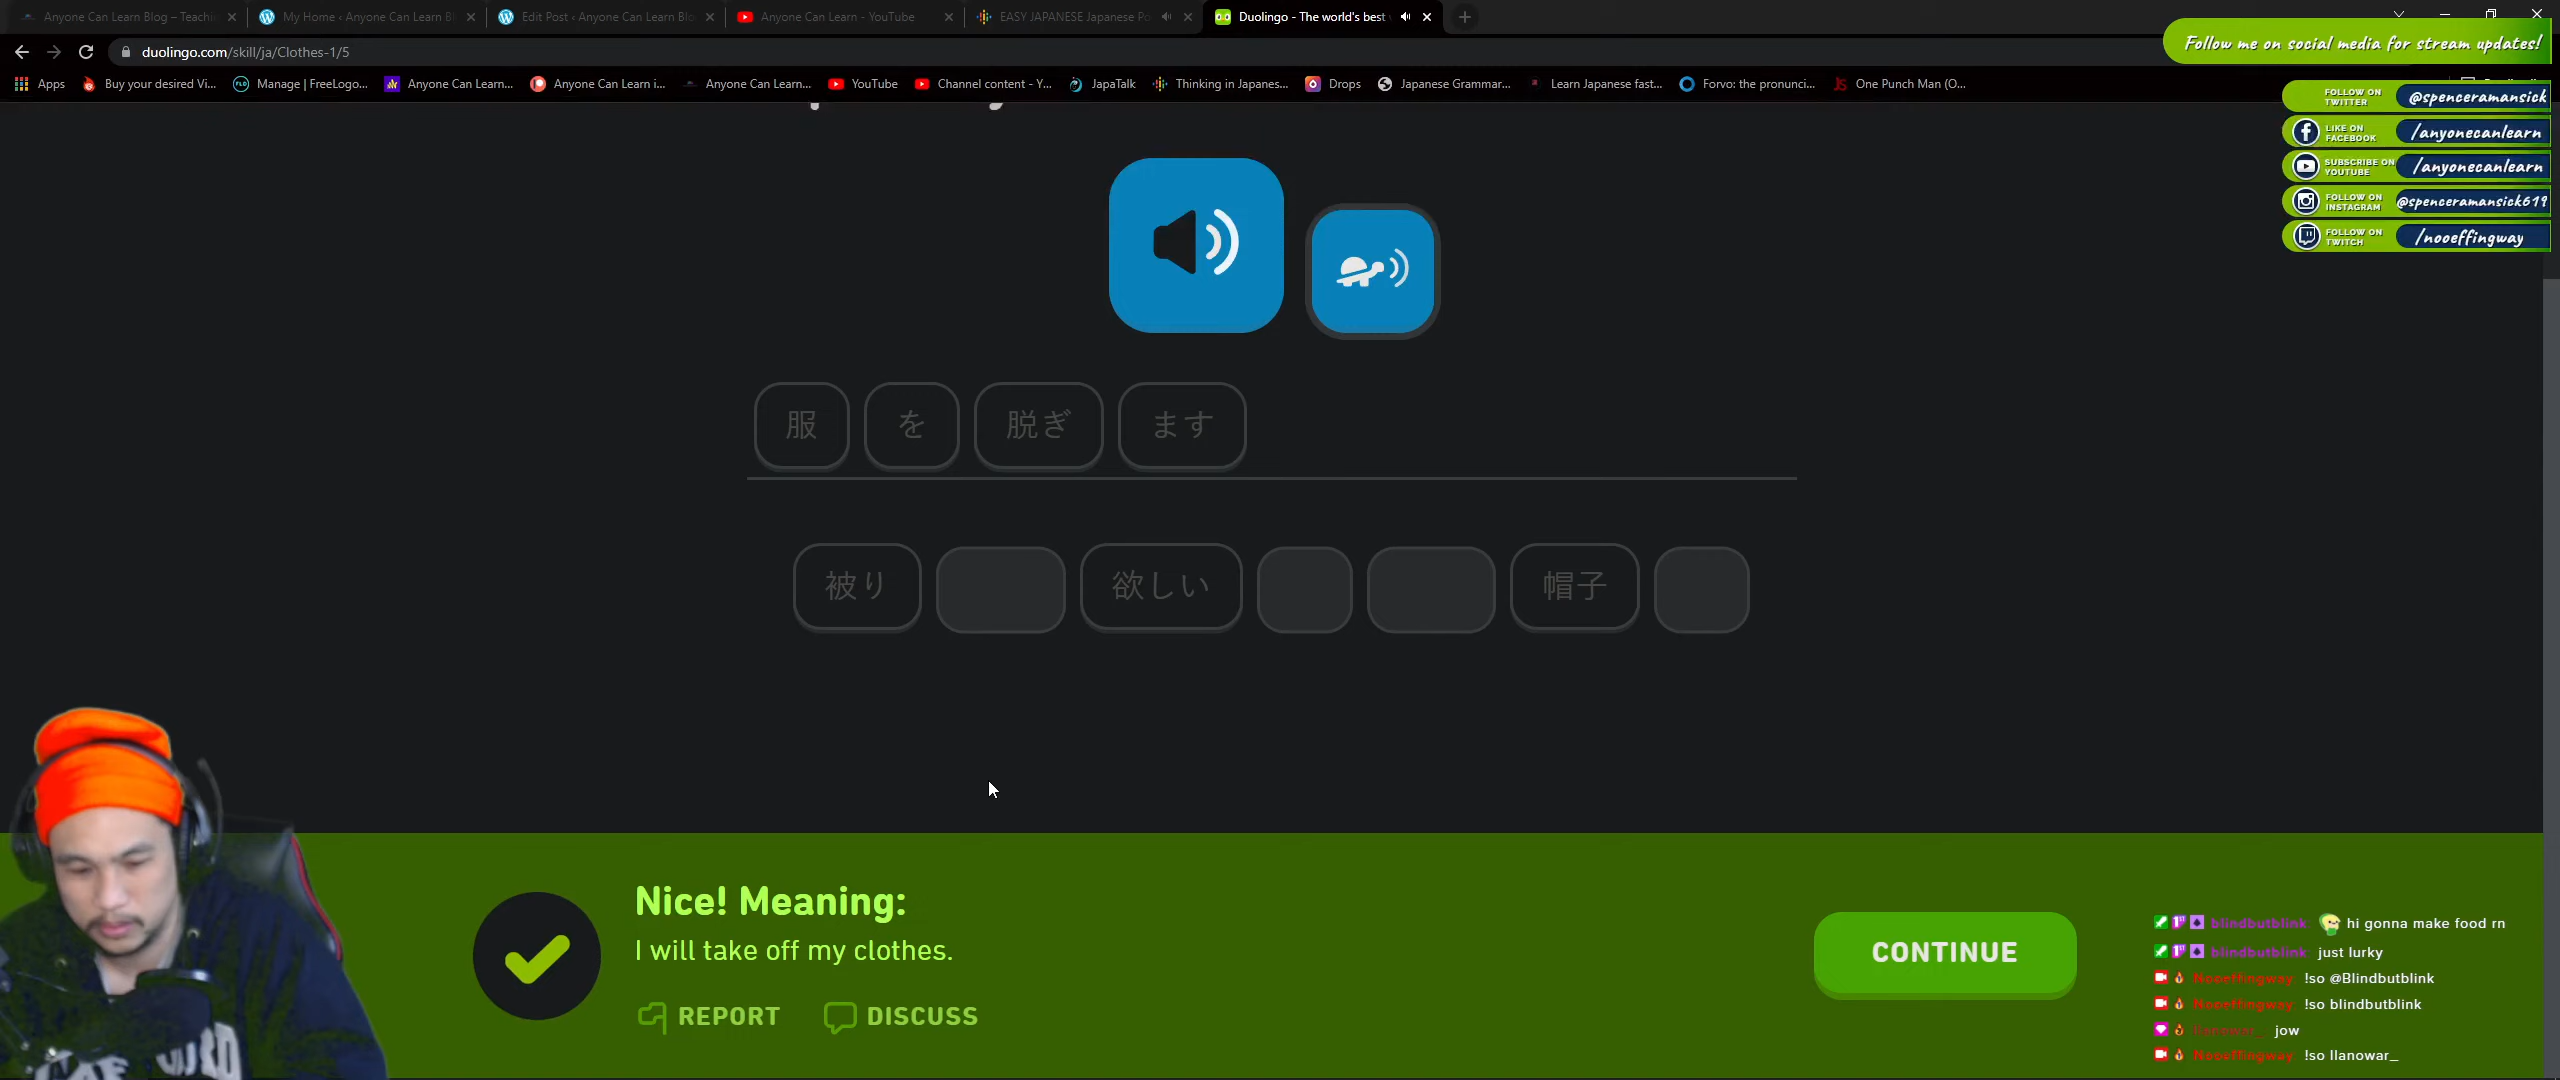 Anyone Can Learn Blog – Teachi
My Home ‹ Anyone Can Learn Bl
Edit Post ‹ Anyone Can Learn Blo
Anyone Can Learn - YouTube
EASY JAPANESE Japanese Po
Duolingo - The world's best
duolingo.com/skill/ja/Clothes-1/5
Apps
Buy your desired Vi...
Manage | FreeLogo...
Anyone Can Learn...
Anyone Can Learn i...
Anyone Can Learn...
YouTube
Channel content - Y...
JapaTalk
Thinking in Japanes...
Drops
Japanese Grammar...
Learn Japanese fast...
Forvo: the pronunci...
One Punch Man (O...
Follow me on social media for stream updates!
FOLLOW ON TWITTER @spenceramansick
LIKE ON FACEBOOK /anyonecanlearn
SUBSCRIBE ON YOUTUBE /anyonecanlearn
FOLLOW ON INSTAGRAM @spenceramansick619
FOLLOW ON TWITCH /nooeffingway
服 を 脱ぎ ます
被り 欲しい 帽子
Nice! Meaning:
I will take off my clothes.
REPORT DISCUSS
CONTINUE
blindbutblink hi gonna make food rn
blindbutblink just lurky
Nooeffingway !so @Blindbutblink
Nooeffingway !so blindbutblink
llanowar_ jow
Nooeffingway !so llanowar_